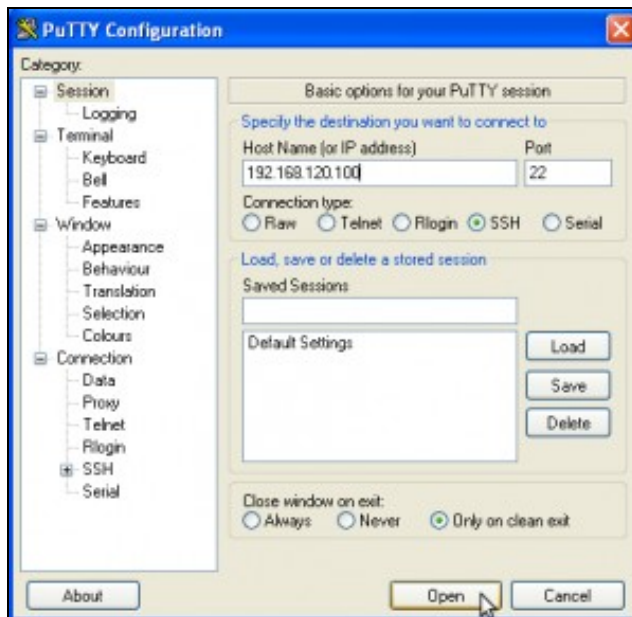 PuTTY Configuration
Category:
Session
Logging
Terminal
Keyboard
Bell
Features
Window
Appearance
Behaviour
Translation
Selection
Colours
Connection
Data
Proxy
Telnet
Rlogin
SSH
Serial
Basic options for your PuTTY session
Specify the destination you want to connect to
Host Name (or IP address) Port
192.168.120.100 22
Connection type:
Raw Telnet Rlogin SSH Serial
Load, save or delete a stored session
Saved Sessions
Default Settings
Load
Save
Delete
Close window on exit:
Always Never Only on clean exit
About Open Cancel